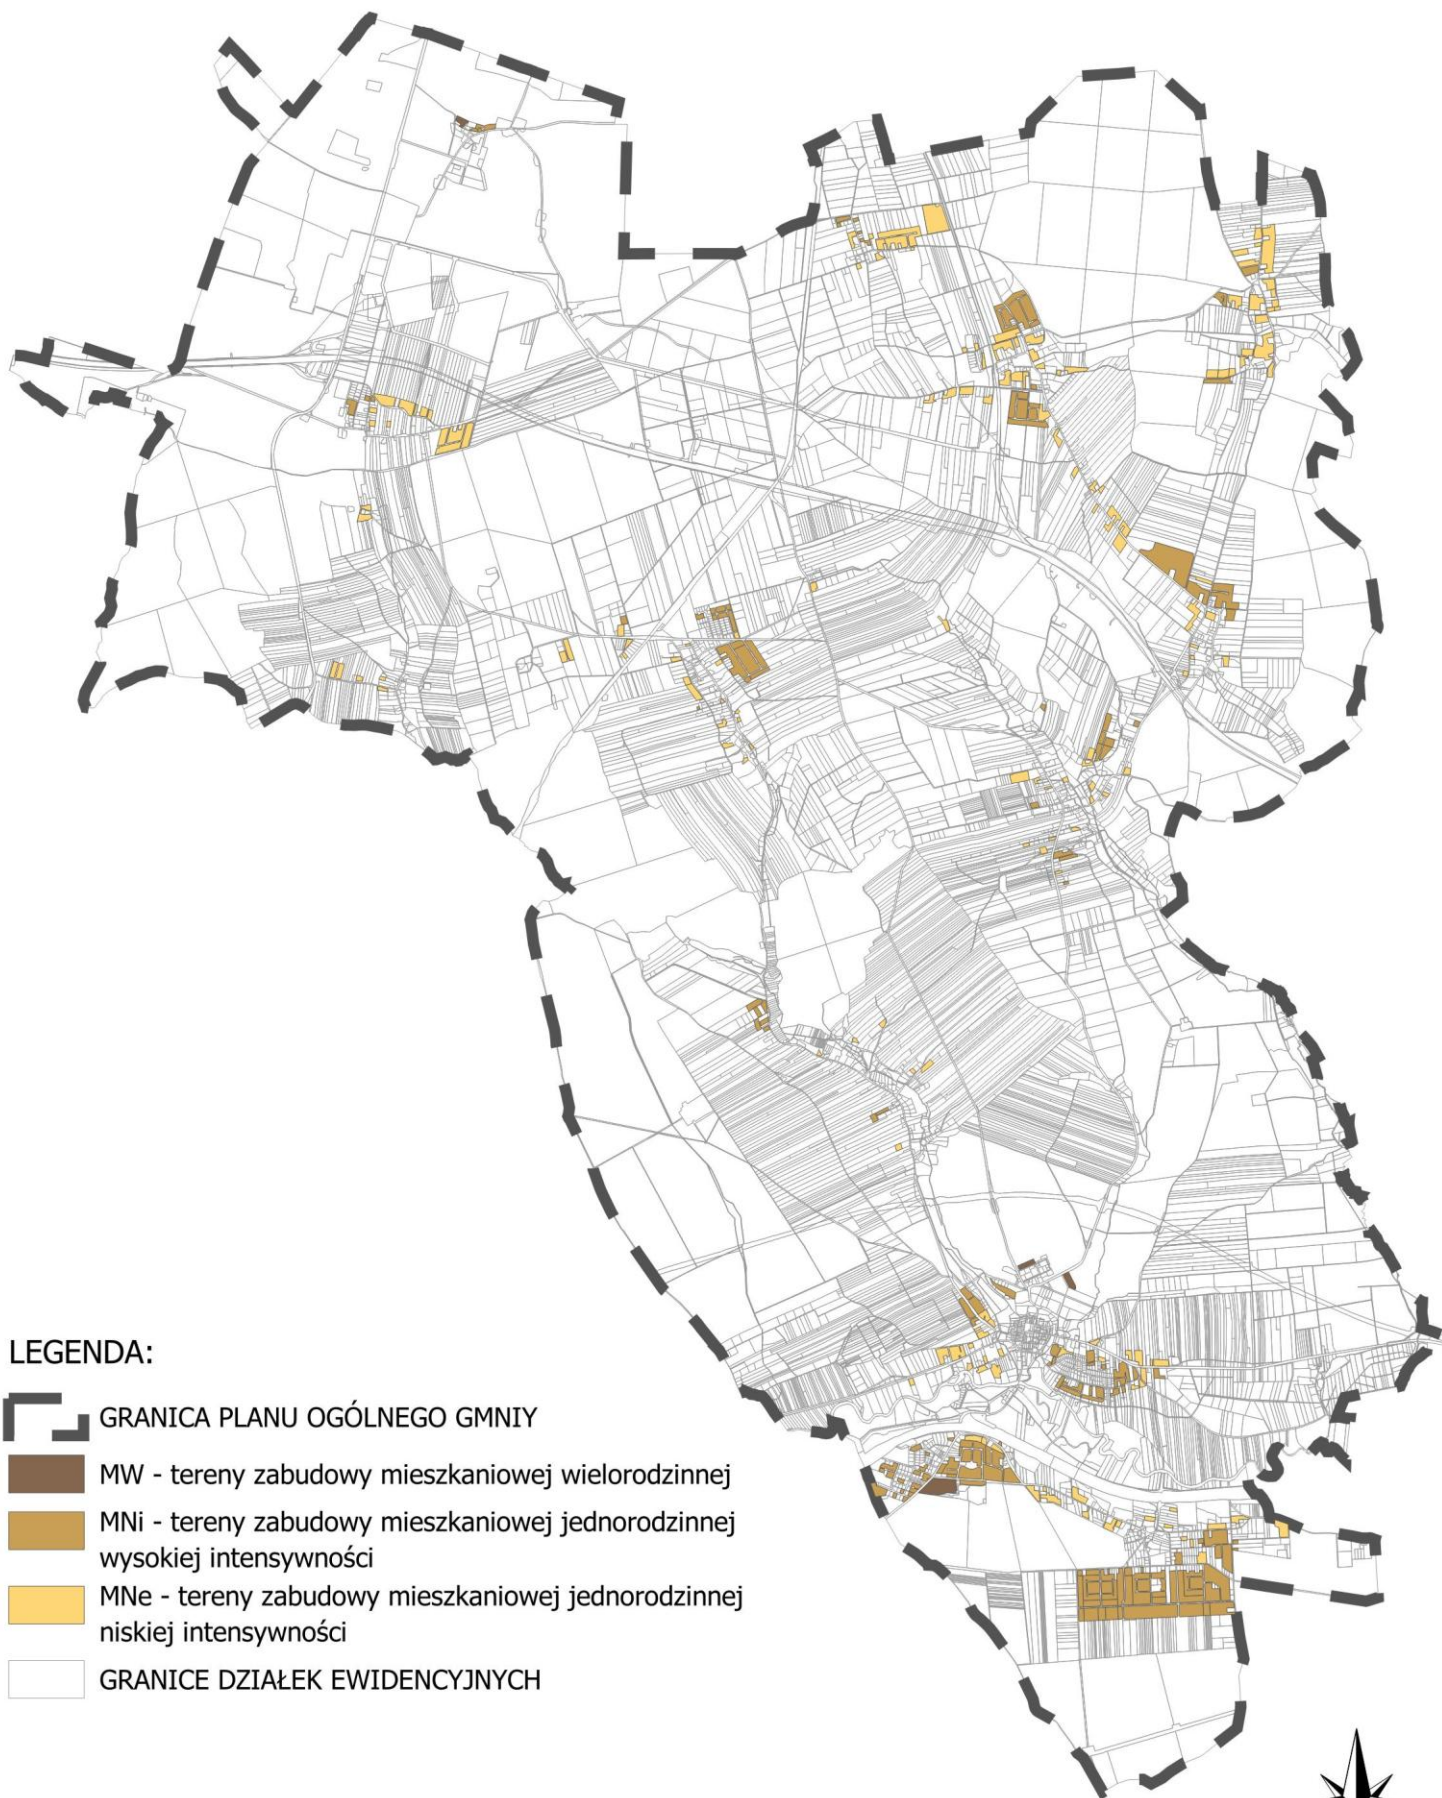 LEGENDA:
GRANICA PLANU OGÓLNEGO GMNIY
MW - tereny zabudowy mieszkaniowej wielorodzinnej
MNi - tereny zabudowy mieszkaniowej jednorodzinnej
wysokiej intensywności
MNe - tereny zabudowy mieszkaniowej jednorodzinnej
niskiej intensywności
GRANICE DZIAŁEK EWIDENCYJNYCH